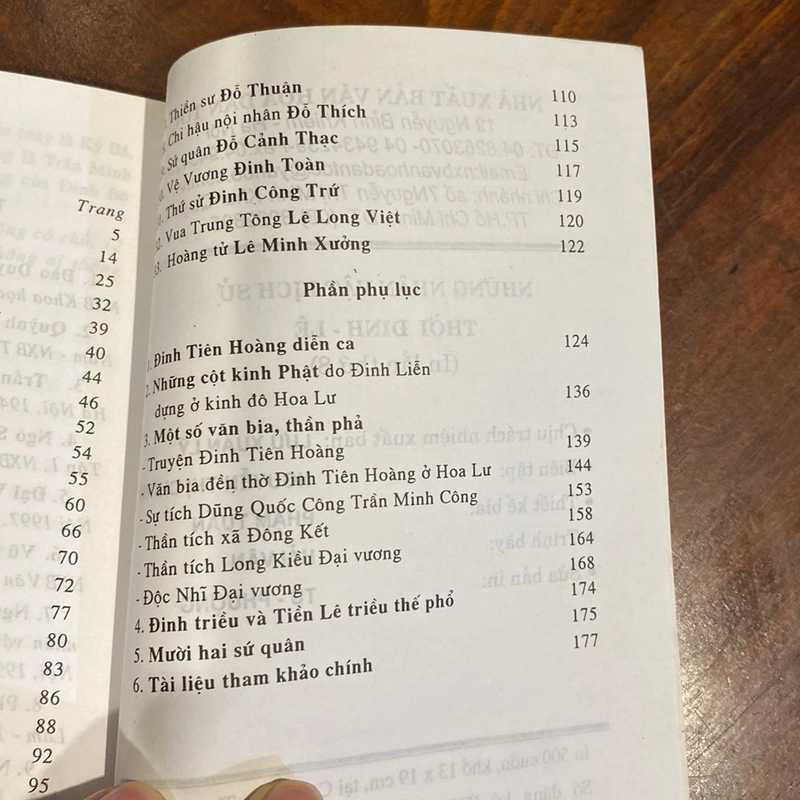 Trang
5
14
25
32
39
40
44
46
52
54
55
60
66
70
72
77
80
83
86
88
92
95
Thiền sư Đỗ Thuận 110
Chi hậu nội nhân Đỗ Thích 113
Sứ quân Đỗ Cảnh Thạc 115
Vệ Vương Đinh Toàn 117
Thứ sử Đinh Công Trứ 119
Vua Trung Tông Lê Long Việt 120
Hoàng tử Lê Minh Xưởng 122
Phần phụ lục
1. Đinh Tiên Hoàng diễn ca 124
2. Những cột kinh Phật do Đinh Liễn
dựng ở kinh đô Hoa Lư 136
3. Một số văn bia, thần phả
- Truyện Đinh Tiên Hoàng 139
- Văn bia đền thờ Đinh Tiên Hoàng ở Hoa Lư 144
- Sự tích Dũng Quốc Công Trần Minh Công 153
- Thần tích xã Đông Kết 158
- Thần tích Long Kiều Đại vương 164
- Độc Nhĩ Đại vương 168
4. Đinh triều và Tiền Lê triều thế phổ 174
5. Mười hai sứ quân 175
6. Tài liệu tham khảo chính 177